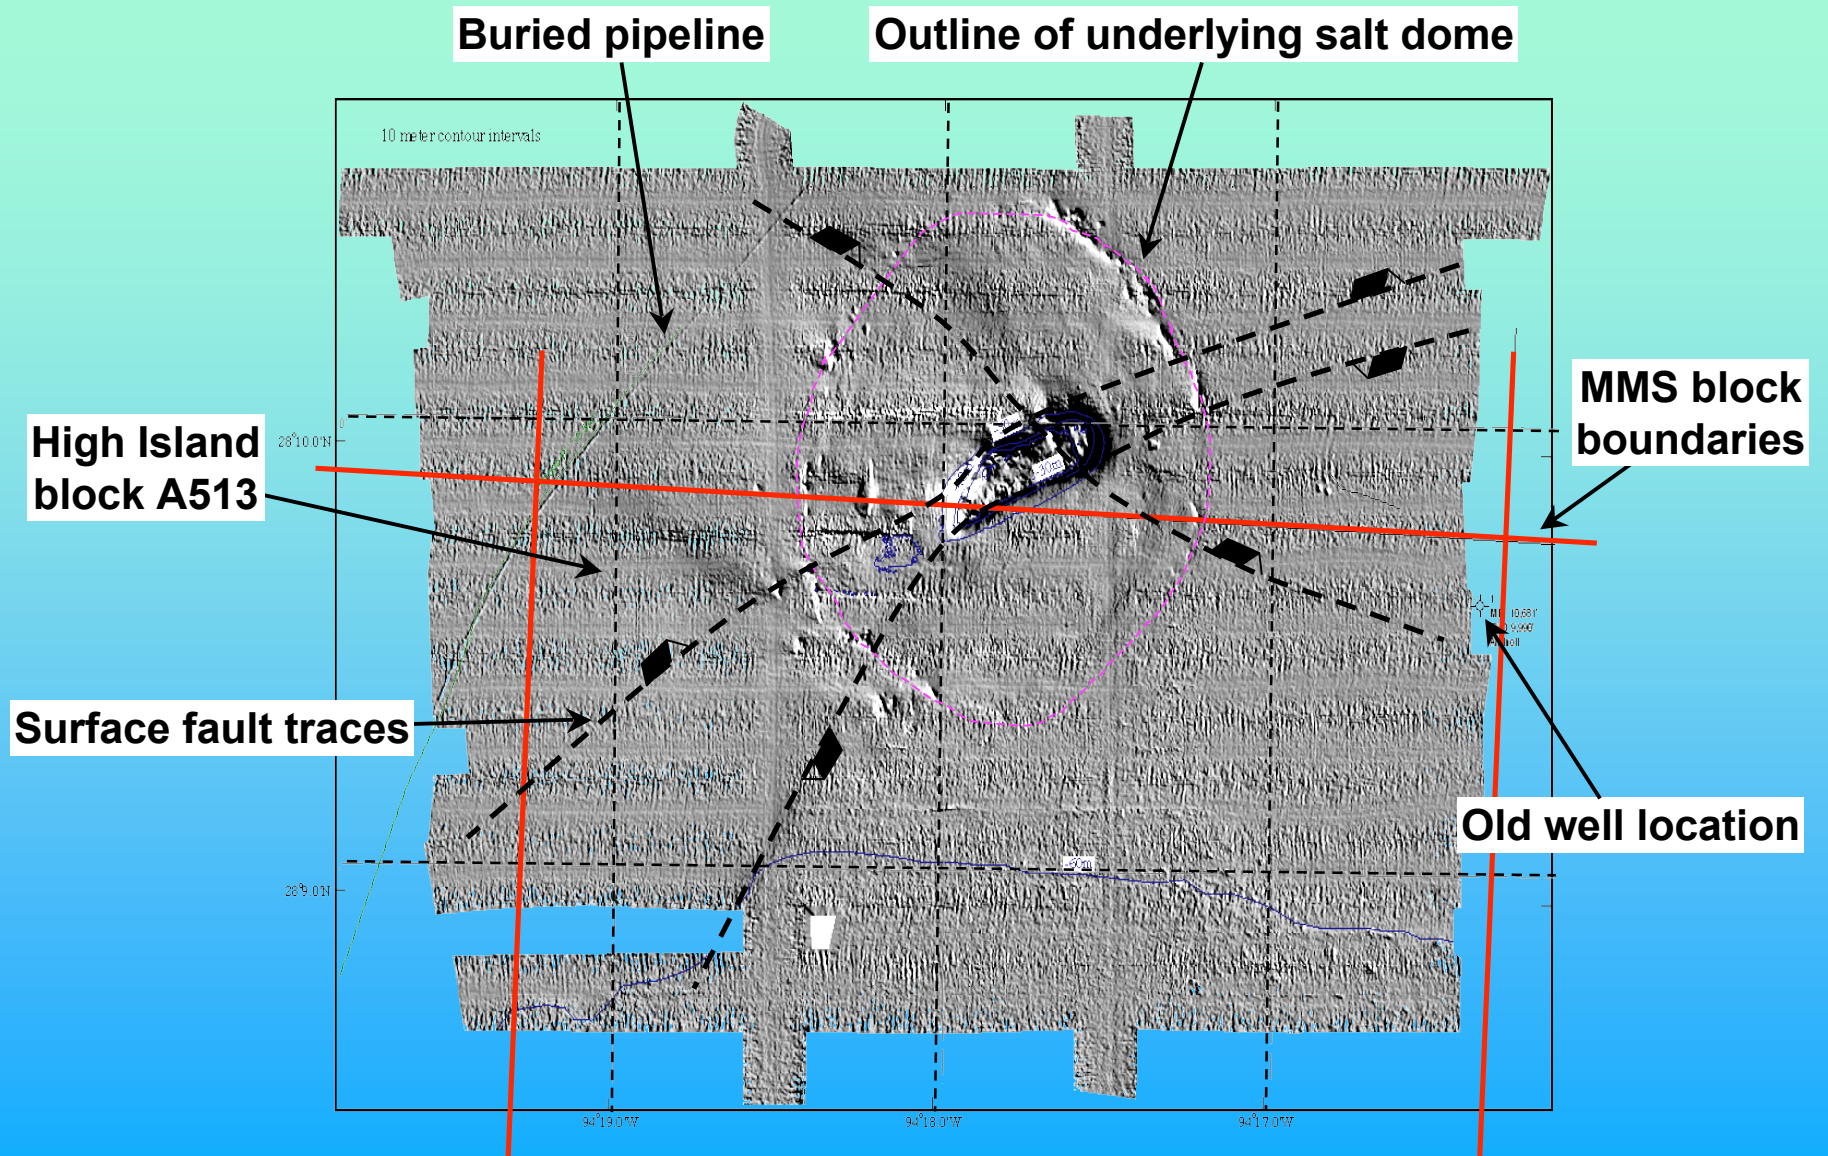 Buried pipeline
Outline of underlying salt dome
10 meter contour intervals
MMS block
boundaries
High Island
block A513
28°10.0'N
-30m
Surface fault traces
Old well location
-60m
28°9.0'N
94°19.0'W
94°18.0'W
94°17.0'W